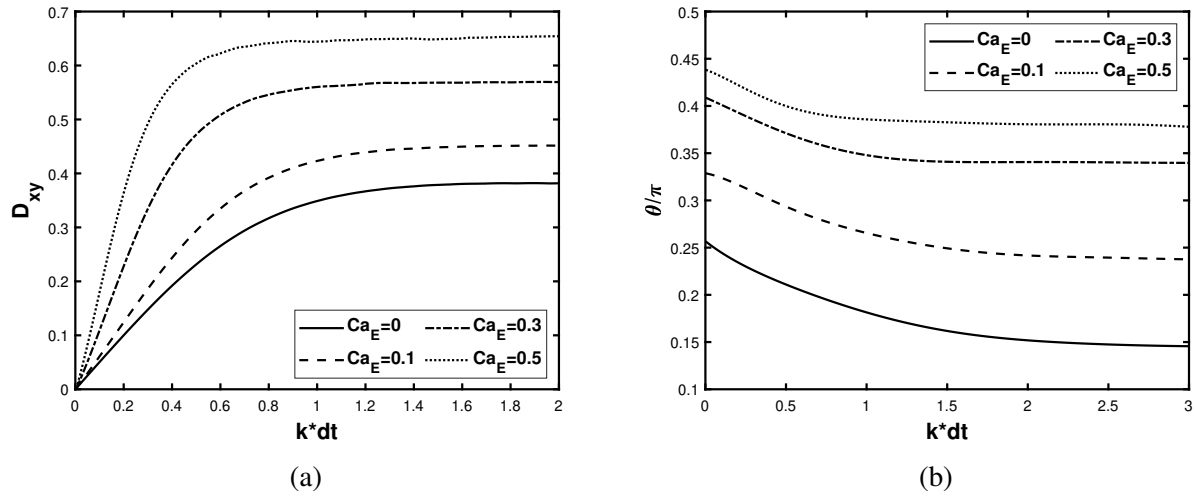 0.7
0.6
0.5
0.4
0.3
0.2
0.1
0
D_xy
0 0.2 0.4 0.6 0.8 1 1.2 1.4 1.6 1.8 2
k*dt
Ca_E=0 Ca_E=0.3
Ca_E=0.1 Ca_E=0.5
(a)
0.5
0.45
0.4
0.35
0.3
0.25
0.2
0.15
0.1
θ/π
0 0.5 1 1.5 2 2.5 3
k*dt
Ca_E=0 Ca_E=0.3
Ca_E=0.1 Ca_E=0.5
(b)